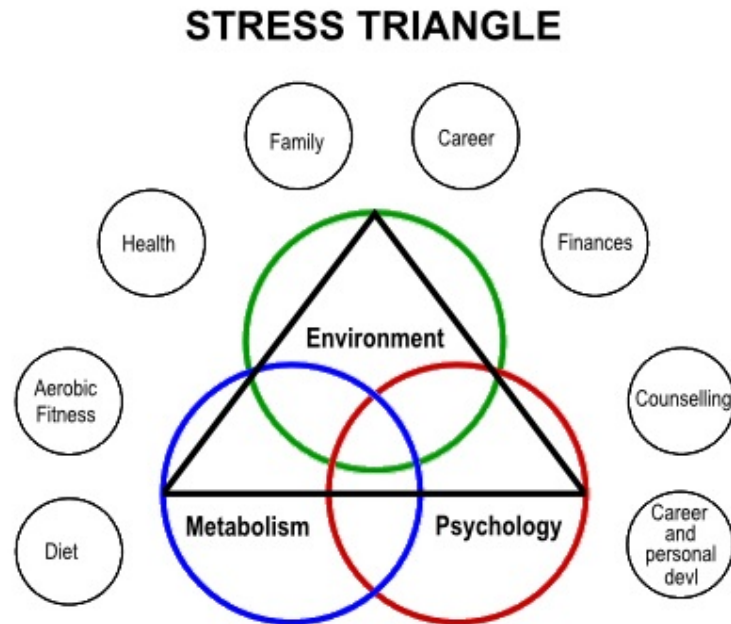 STRESS TRIANGLE
Family
Career
Health
Finances
Environment
Aerobic
Fitness
Counselling
Metabolism
Psychology
Diet
Career
and
personal
devl